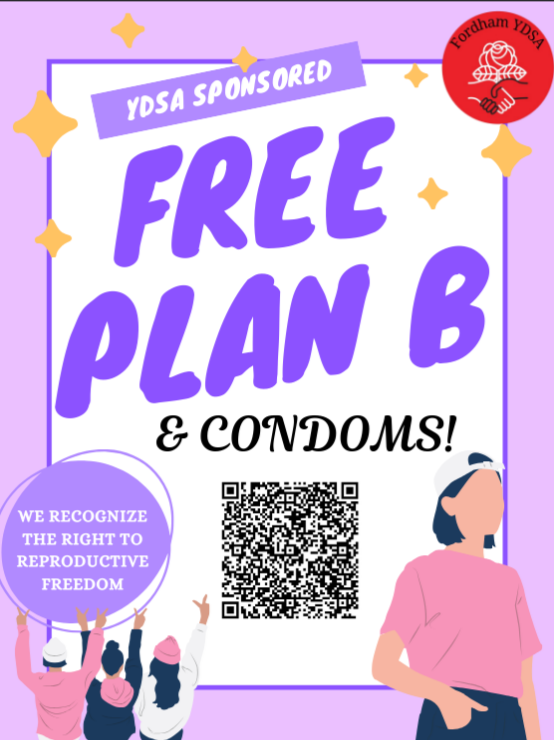 Fordham YDSA
YDSA SPONSORED
FREE
PLAN B
& CONDOMS!
WE RECOGNIZE
THE RIGHT TO
REPRODUCTIVE
FREEDOM